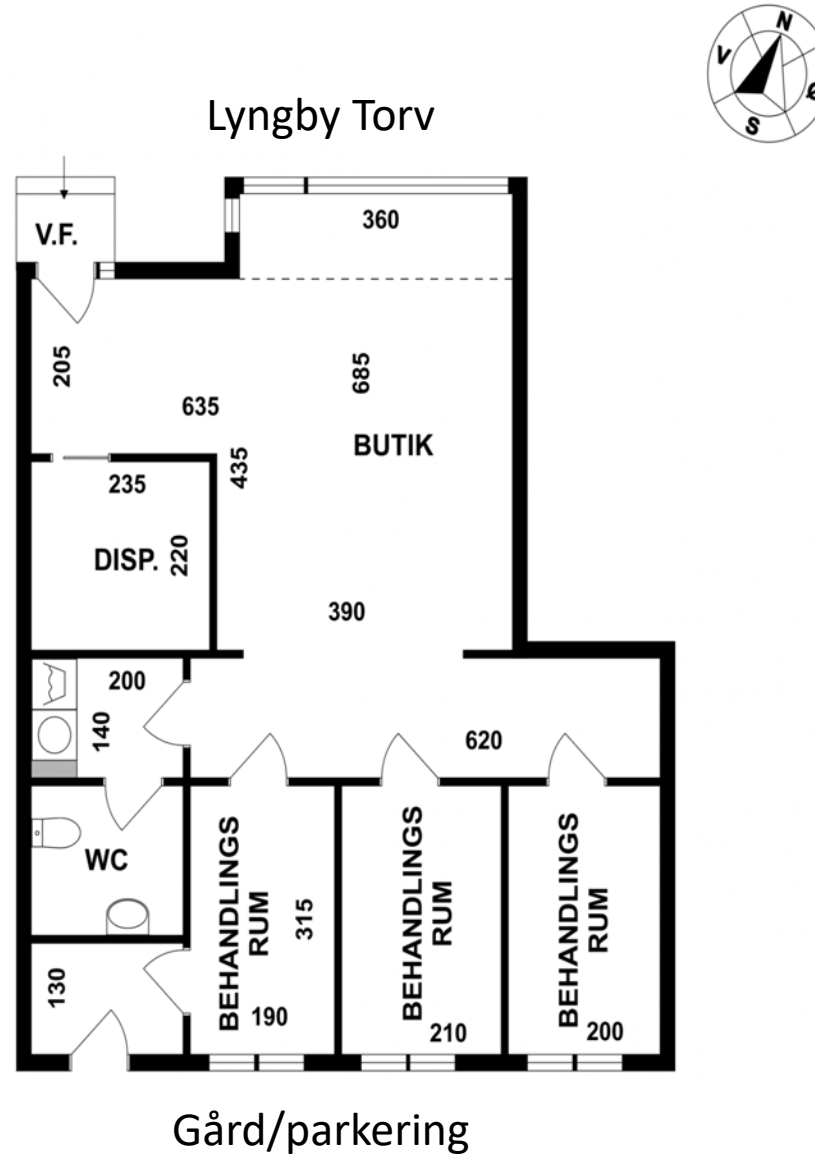 N
V
Ø
S
Lyngby Torv
V.F.
360
205
685
635
BUTIK
435
235
DISP.
220
390
200
140
620
WC
BEHANDLINGS
RUM
315
190
BEHANDLINGS
RUM
210
BEHANDLINGS
RUM
200
130
Gård/parkering